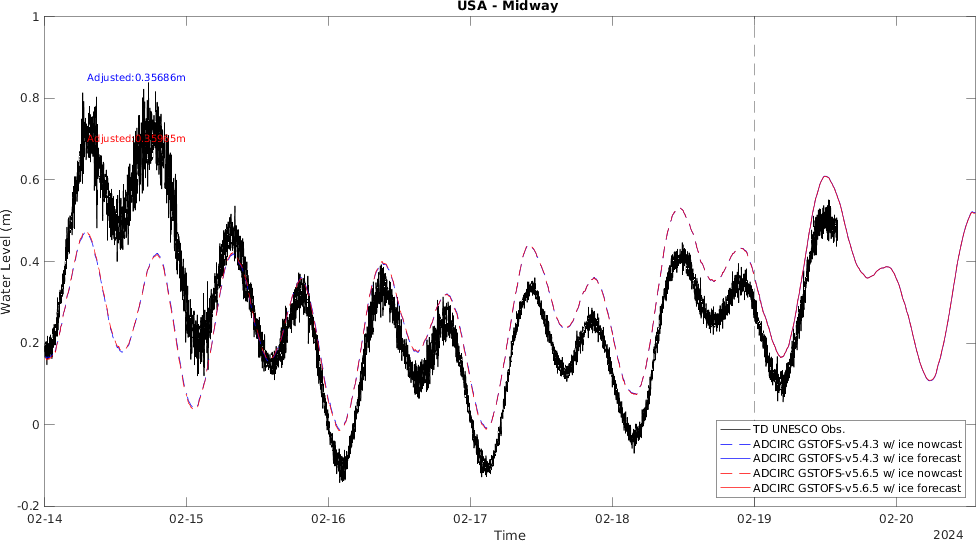 USA - Midway
1
0.8
0.6
0.4
0.2
0
-0.2
Water Level (m)
Adjusted:0.35686m
02-14
02-15
02-16
02-17
02-18
02-19
02-20
Time
2024
TD UNESCO Obs.
ADCIRC GSTOFS-v5.4.3 w/ ice nowcast
ADCIRC GSTOFS-v5.4.3 w/ ice forecast
ADCIRC GSTOFS-v5.6.5 w/ ice nowcast
ADCIRC GSTOFS-v5.6.5 w/ ice forecast